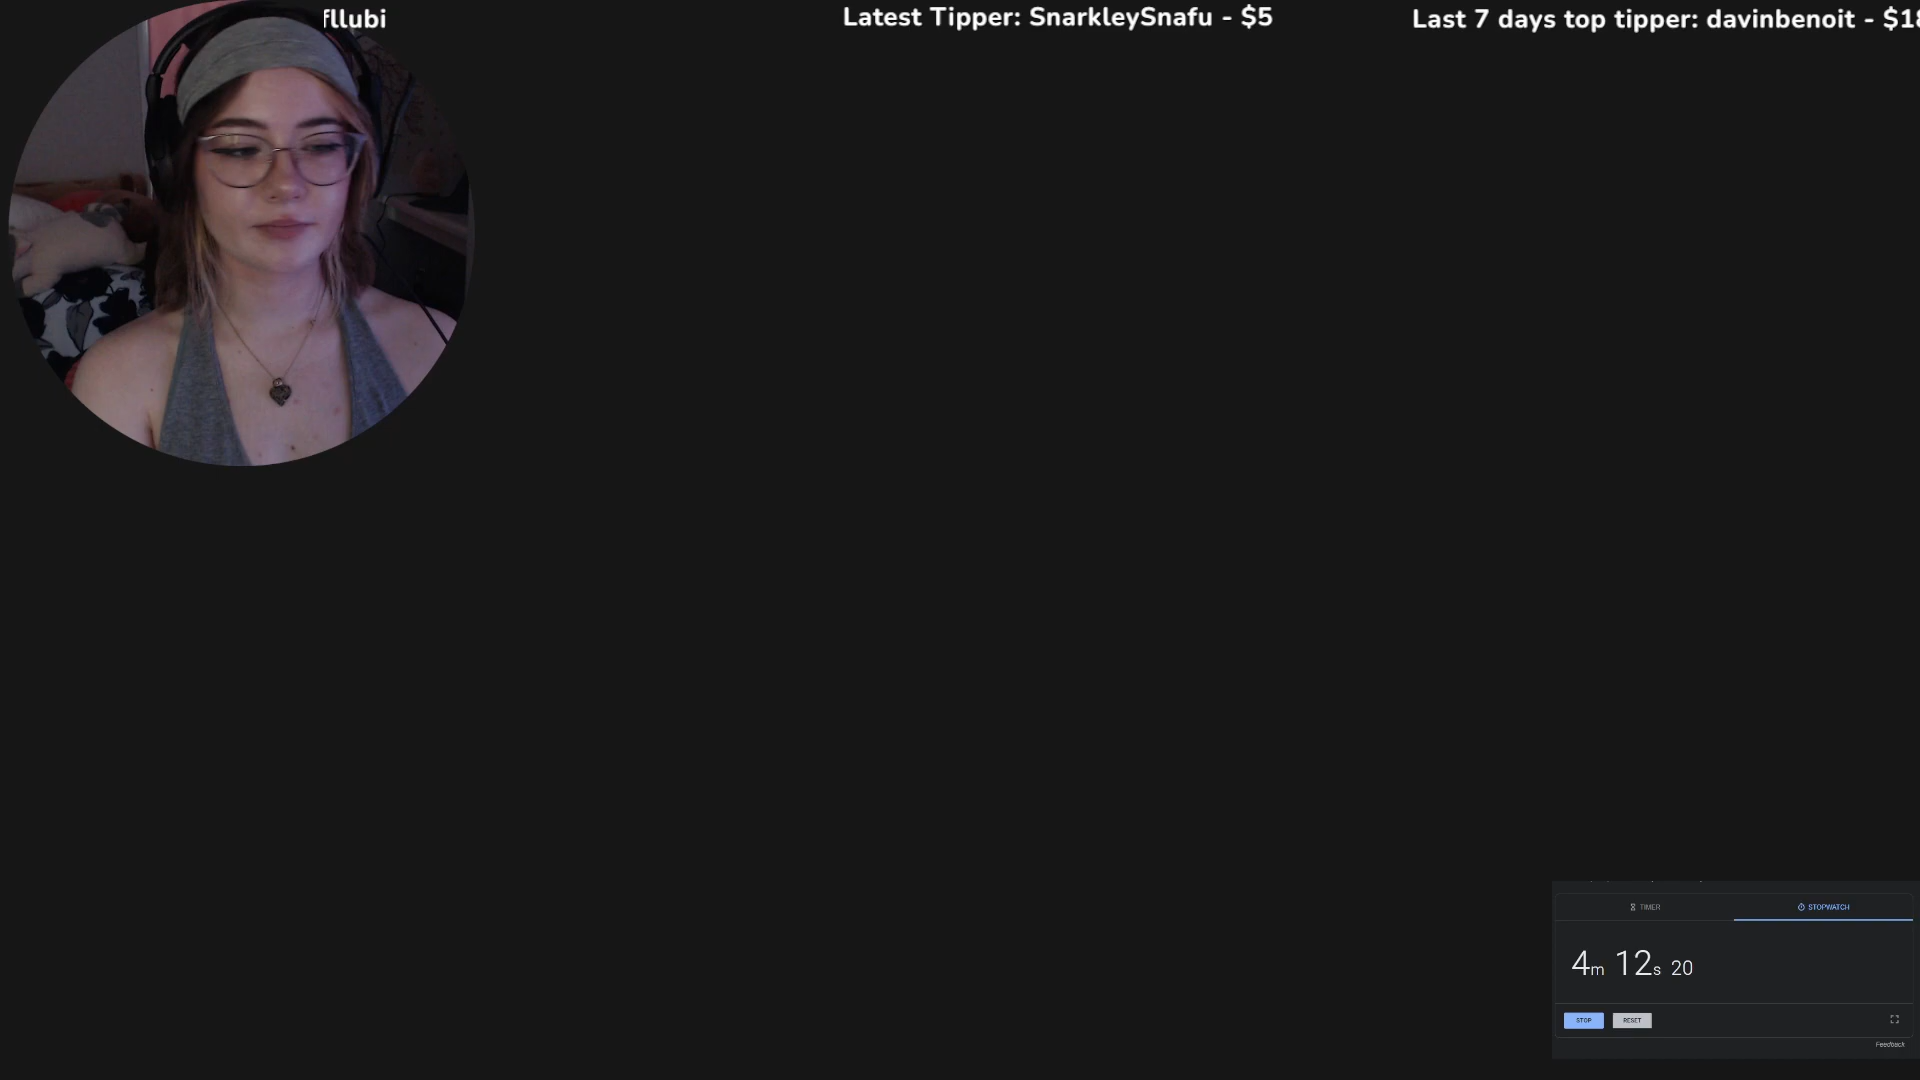 fllubi
Latest Tipper: SnarkleySnafu - $5
Last 7 days top tipper: davinbenoit - $18
TIMER
STOPWATCH
4m 12s 20
STOP
RESET
Feedback